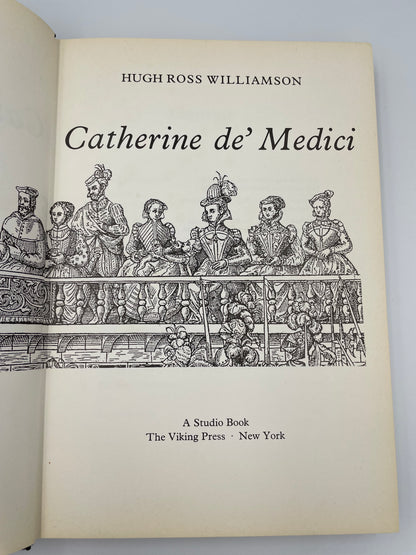 HUGH ROSS WILLIAMSON
Catherine de' Medici
A Studio Book
The Viking Press · New York